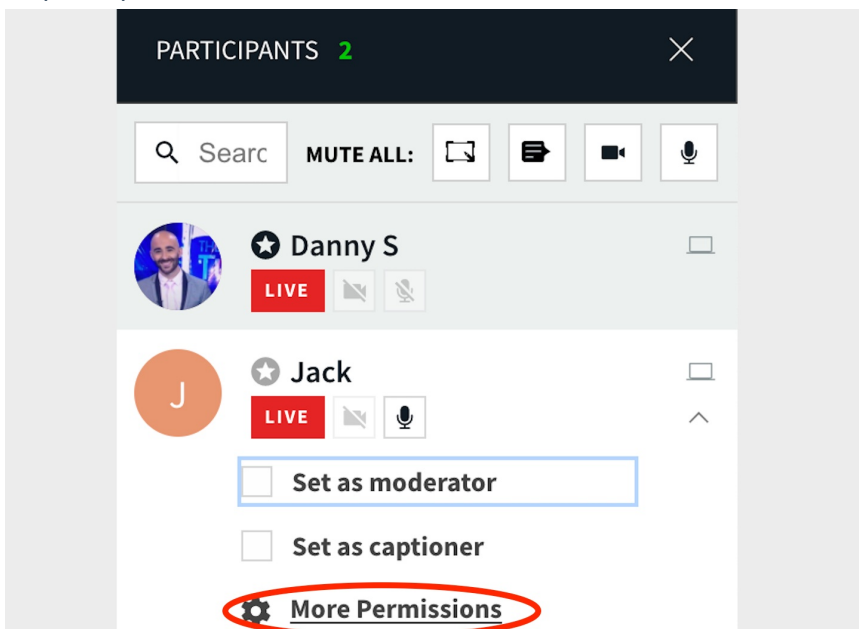 PARTICIPANTS 2
Searc MUTE ALL:
Danny S
LIVE
J
Jack
LIVE
Set as moderator
Set as captioner
More Permissions